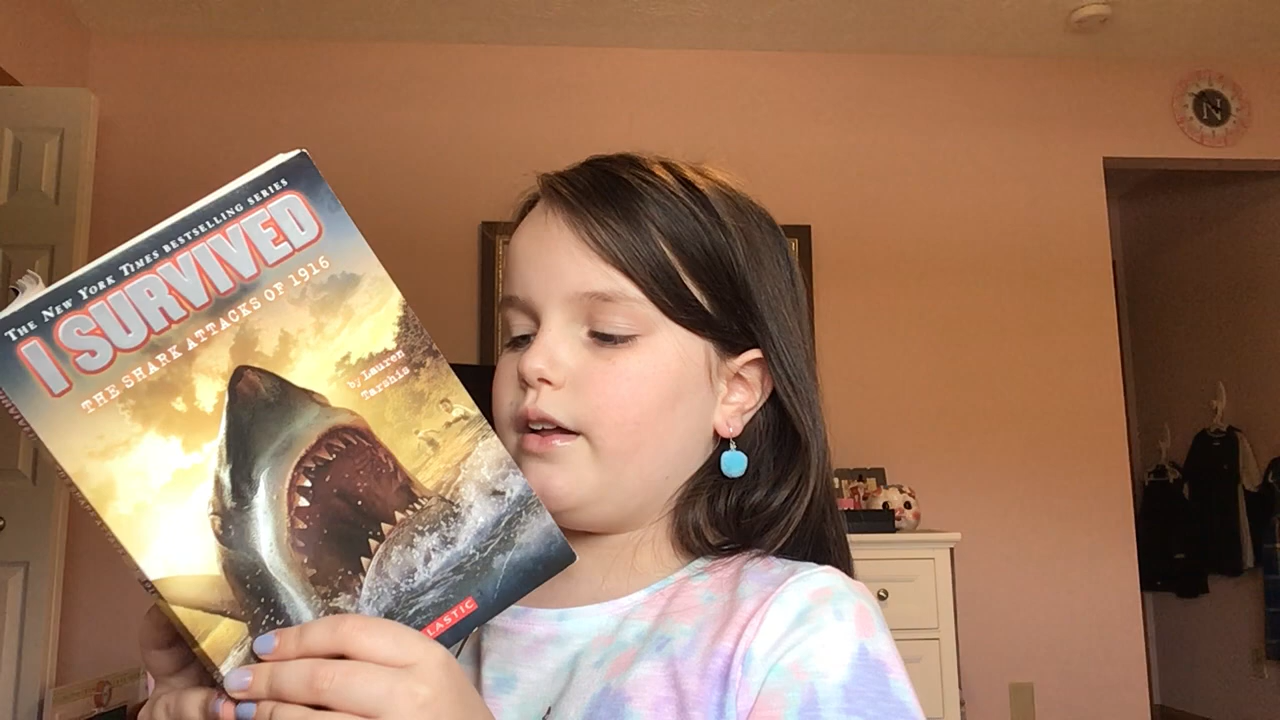 THE NEW YORK TIMES BESTSELLING SERIES
I SURVIVED
THE SHARK ATTACKS OF 1916
by Lauren
Tarshis
LASTIC
N